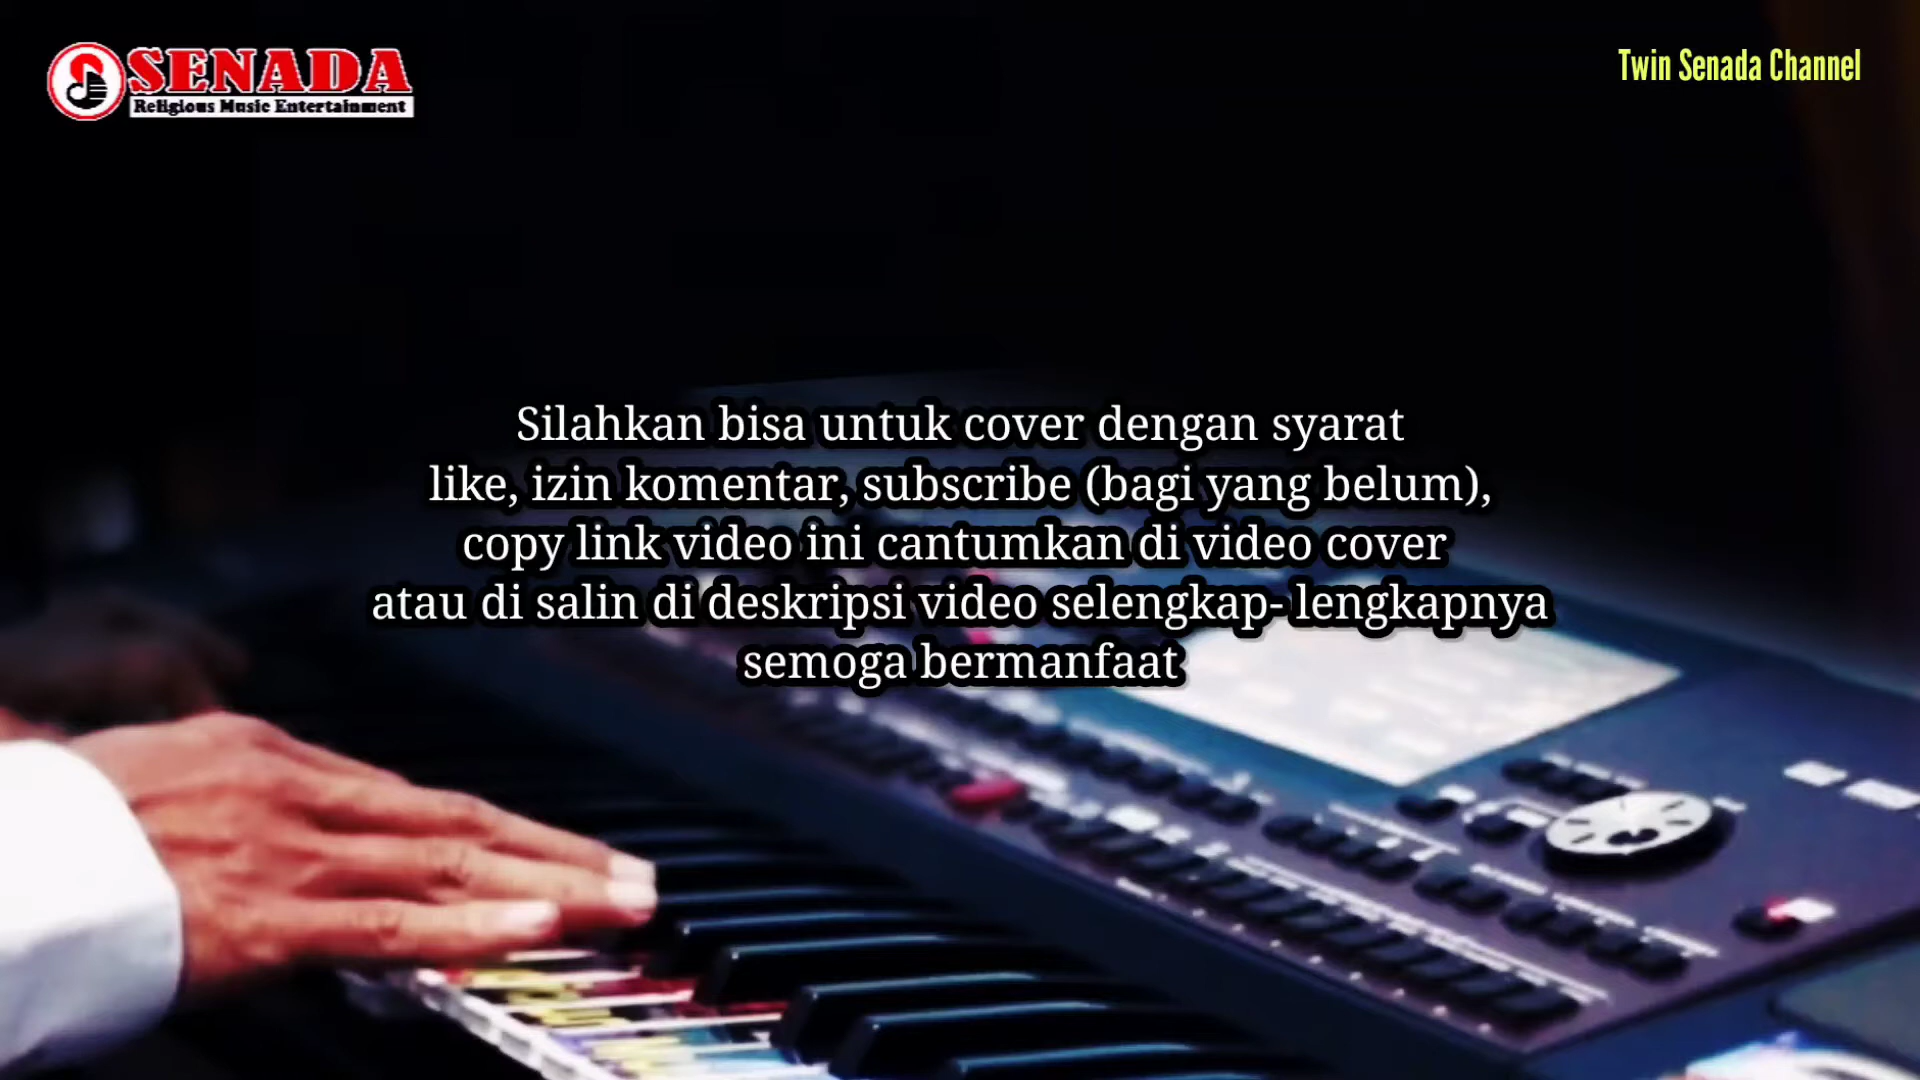 SENADA
Religious Music Entertainment
Twin Senada Channel
Silahkan bisa untuk cover dengan syarat
like, izin komentar, subscribe (bagi yang belum),
copy link video ini cantumkan di video cover
atau di salin di deskripsi video selengkap- lengkapnya
semoga bermanfaat